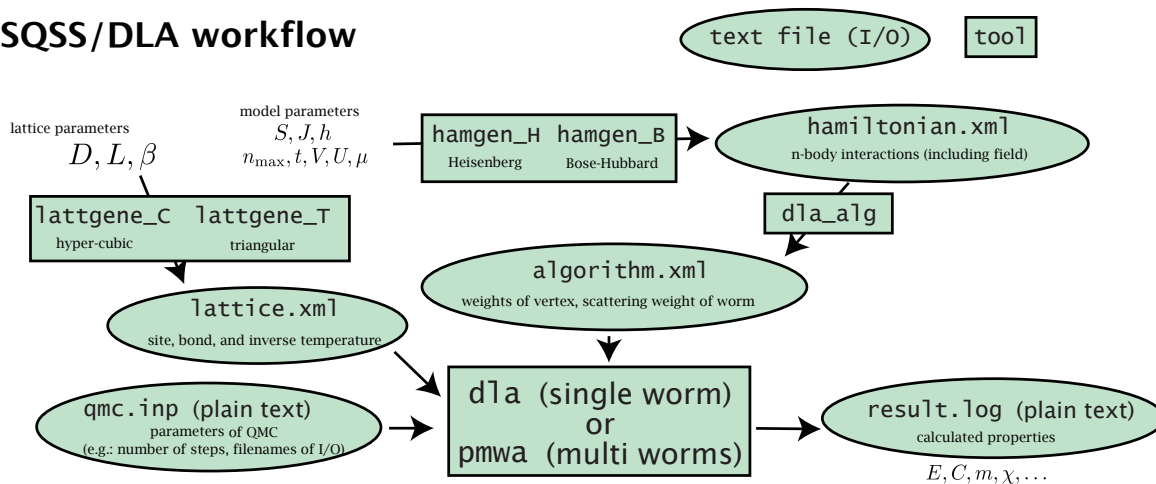 SQSS/DLA workflow
text file (I/O)
tool
lattice parameters
D, L, β
model parameters
S, J, h
n_max, t, V, U, μ
hamgen_H hamgen_B
Heisenberg Bose-Hubbard
hamiltonian.xml
n-body interactions (including field)
lattgene_C lattgene_T
hyper-cubic triangular
dla_alg
algorithm.xml
weights of vertex, scattering weight of worm
lattice.xml
site, bond, and inverse temperature
qmc.inp (plain text)
parameters of QMC
(e.g.: number of steps, filenames of I/O)
dla (single worm)
or
pmwa (multi worms)
result.log (plain text)
calculated properties
E, C, m, χ, . . .